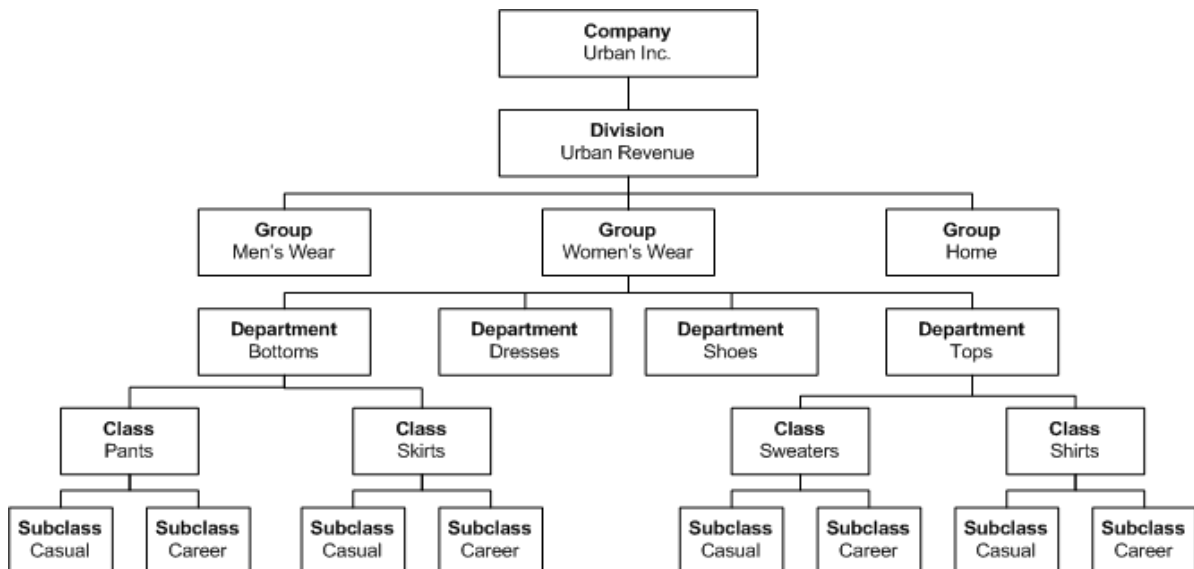 Company
Urban Inc.
Division
Urban Revenue
Group
Men's Wear
Group
Women's Wear
Group
Home
Department
Bottoms
Department
Dresses
Department
Shoes
Department
Tops
Class
Pants
Class
Skirts
Class
Sweaters
Class
Shirts
Subclass
Casual
Subclass
Career
Subclass
Casual
Subclass
Career
Subclass
Casual
Subclass
Career
Subclass
Casual
Subclass
Career